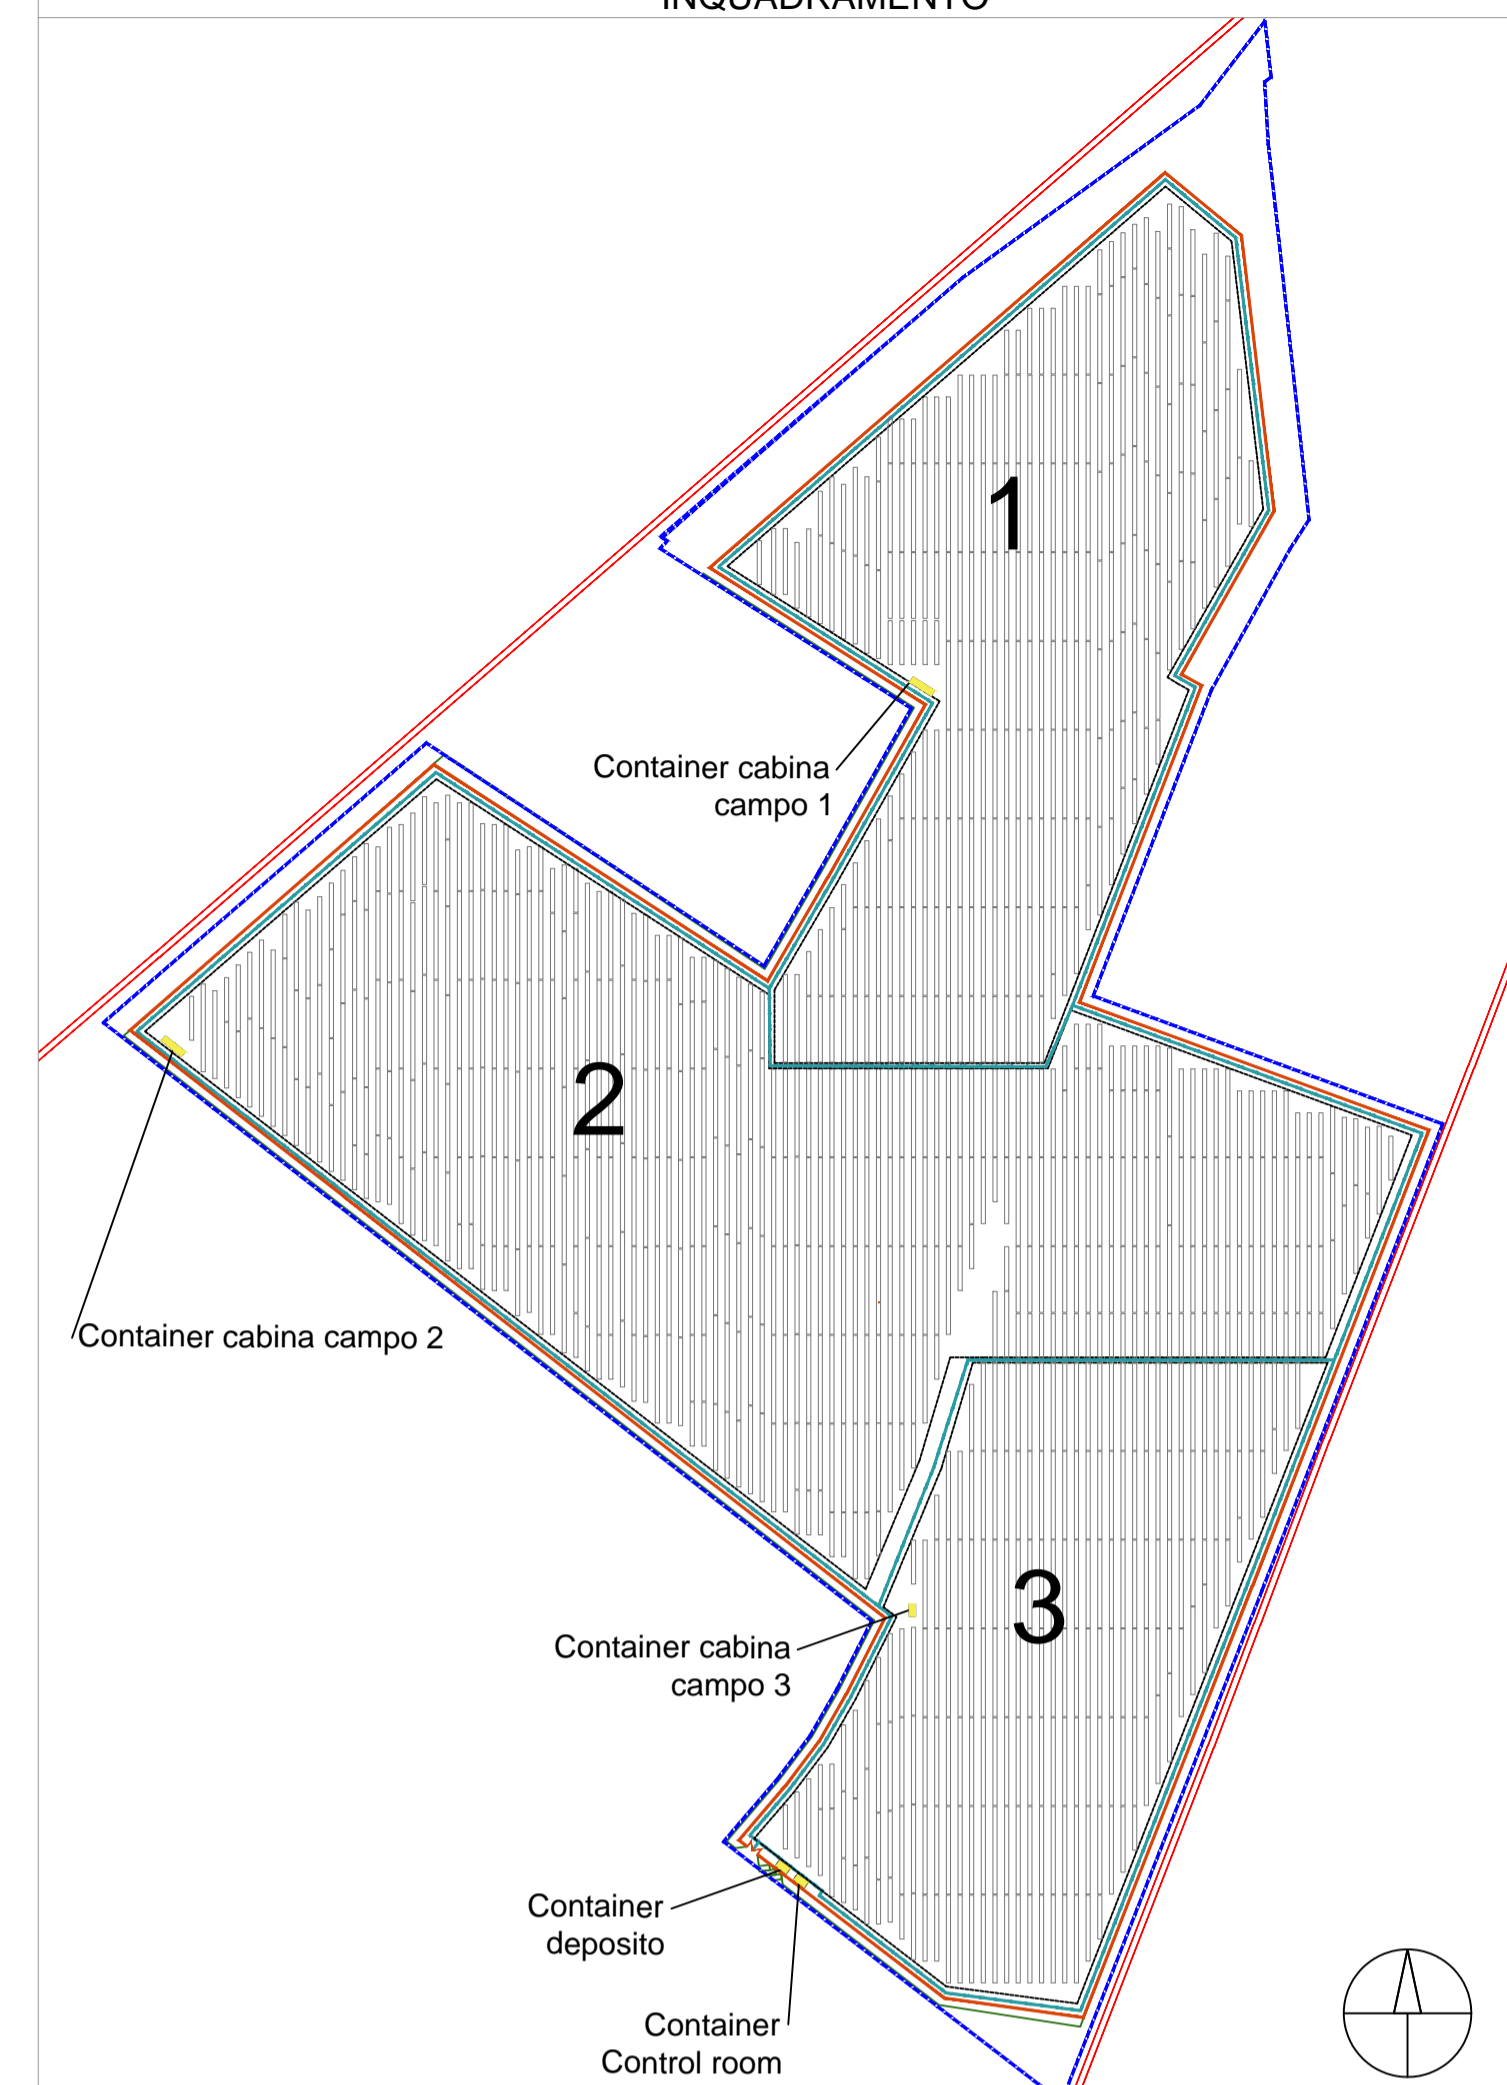 INQUADRAMENTO
1
Container cabina
campo 1
2
Container cabina campo 2
3
Container cabina
campo 3
Container
deposito
Container
Control room